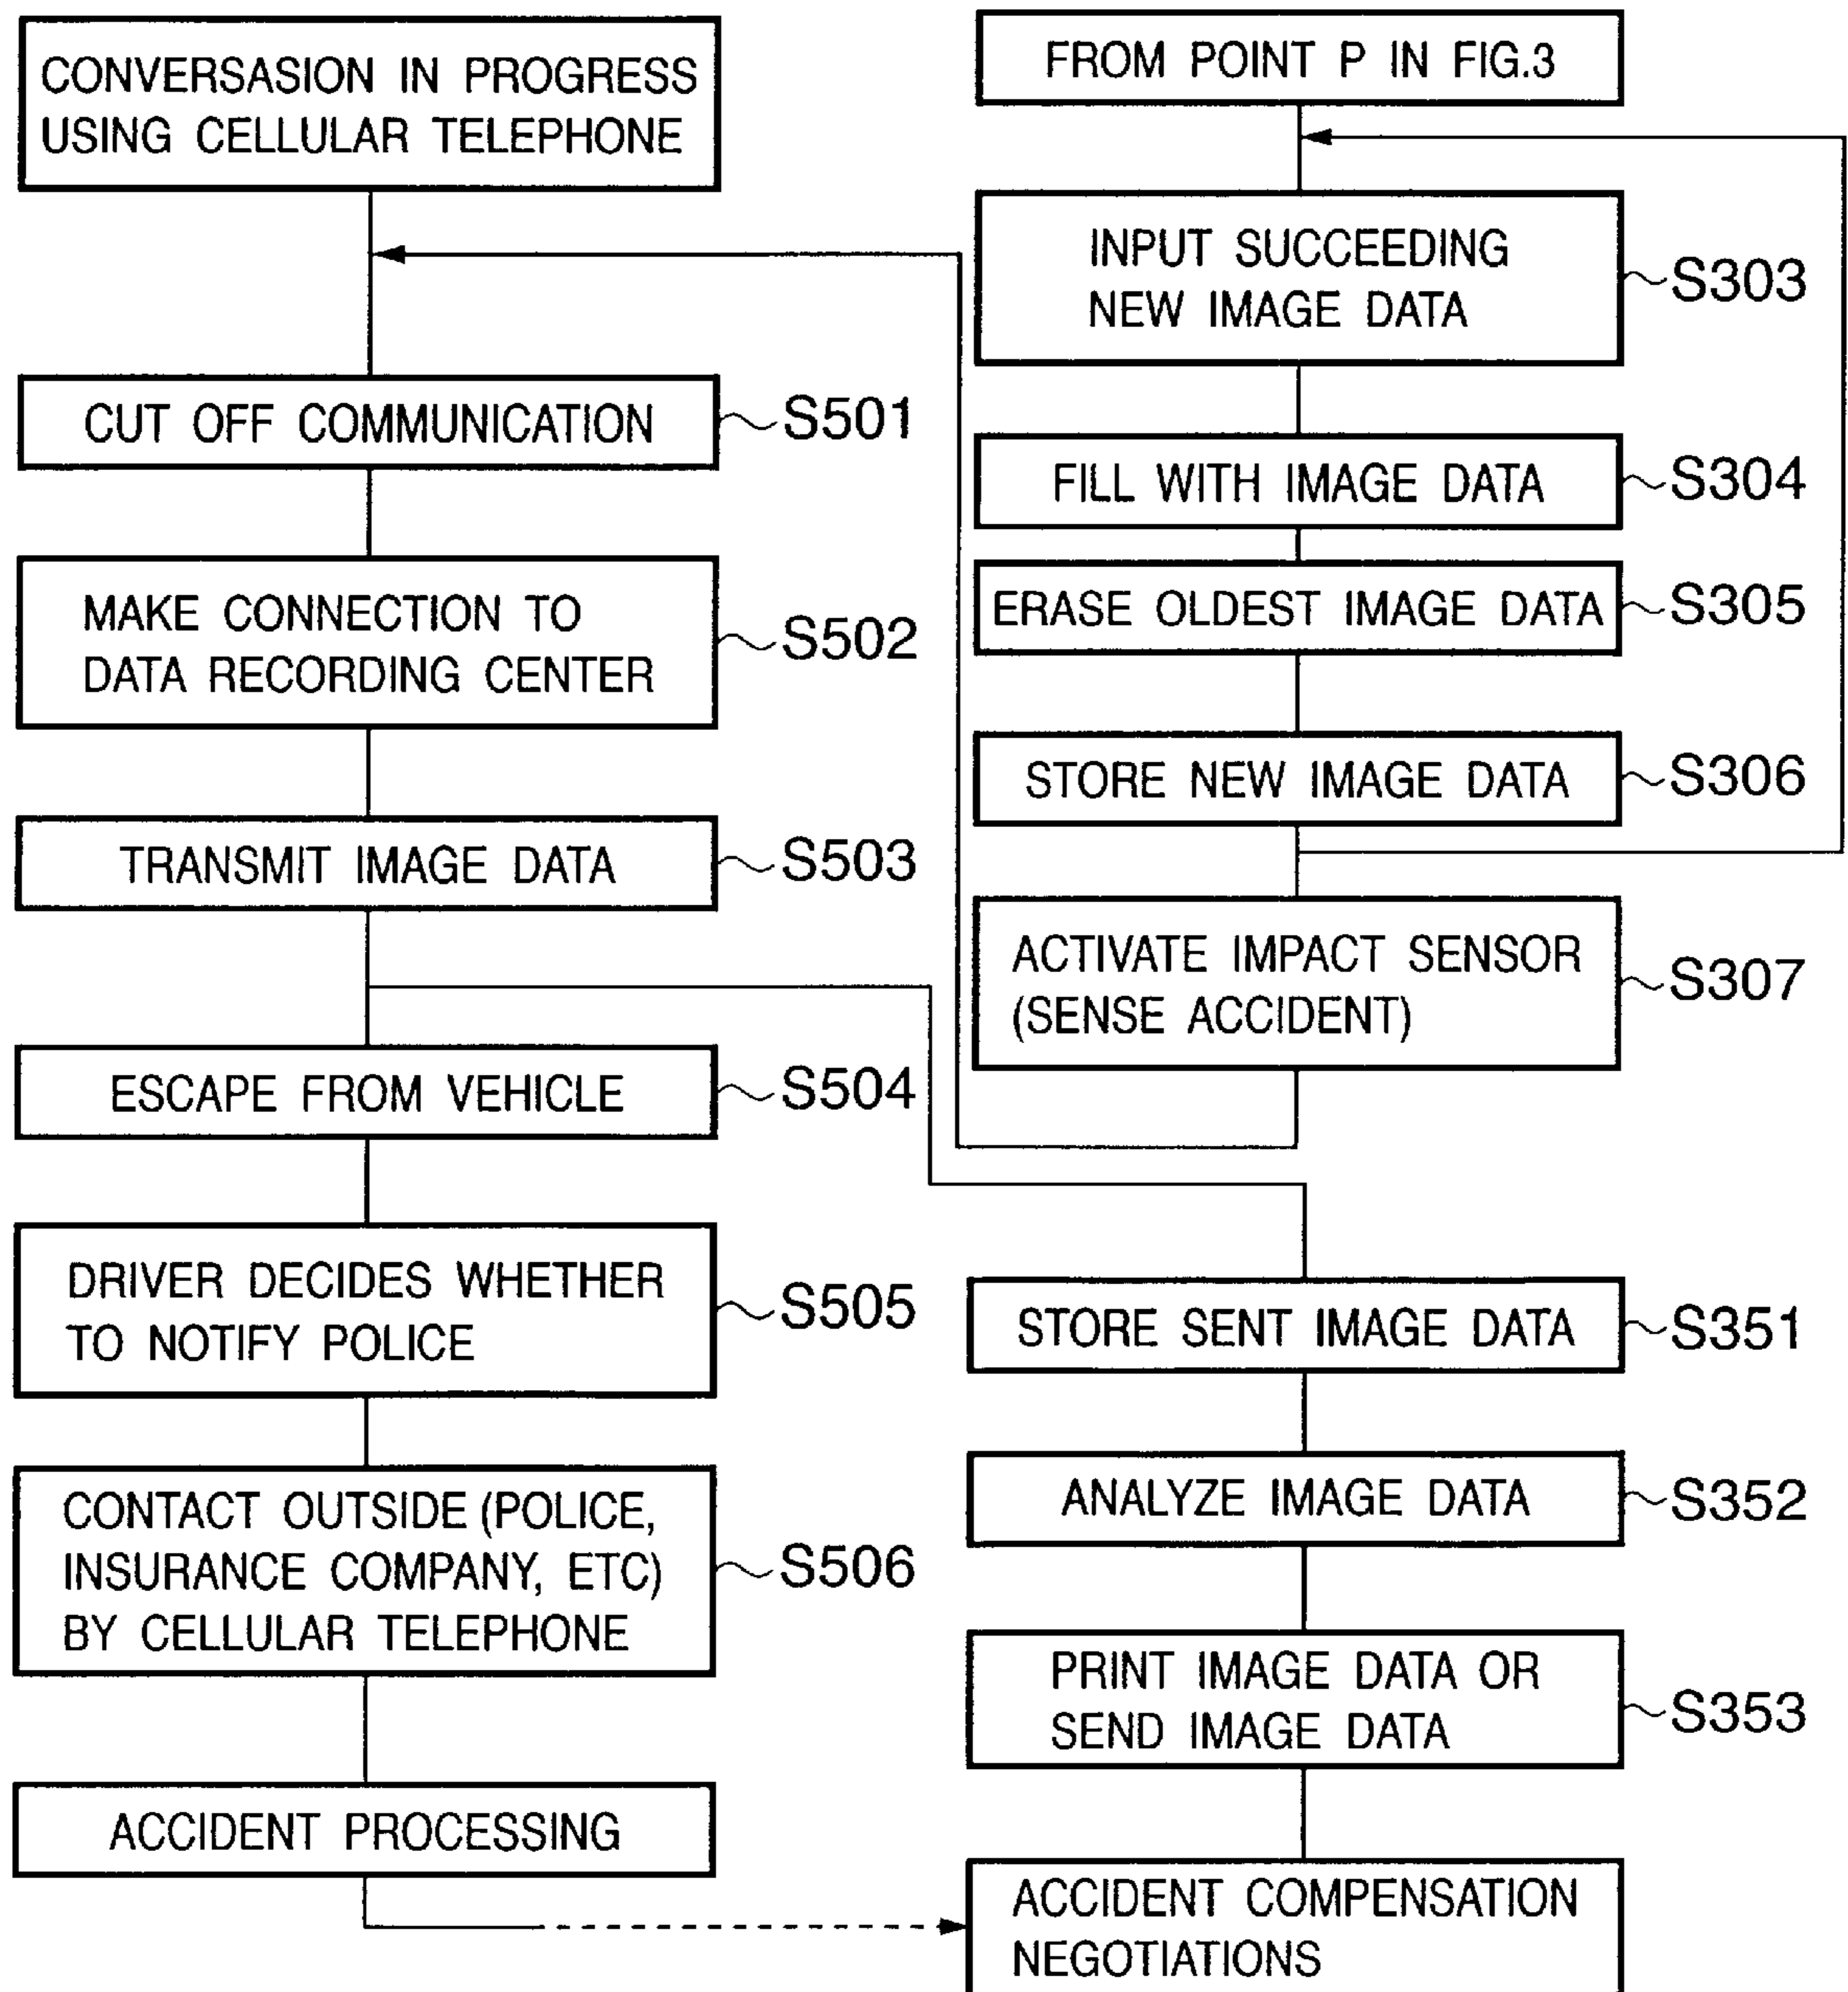 CONVERSASION IN PROGRESS
USING CELLULAR TELEPHONE
CUT OFF COMMUNICATION
S501
MAKE CONNECTION TO
DATA RECORDING CENTER
S502
TRANSMIT IMAGE DATA
S503
ESCAPE FROM VEHICLE
S504
DRIVER DECIDES WHETHER
TO NOTIFY POLICE
S505
CONTACT OUTSIDE (POLICE,
INSURANCE COMPANY, ETC)
BY CELLULAR TELEPHONE
S506
ACCIDENT PROCESSING
FROM POINT P IN FIG.3
INPUT SUCCEEDING
NEW IMAGE DATA
S303
FILL WITH IMAGE DATA
S304
ERASE OLDEST IMAGE DATA
S305
STORE NEW IMAGE DATA
S306
ACTIVATE IMPACT SENSOR
(SENSE ACCIDENT)
S307
STORE SENT IMAGE DATA
S351
ANALYZE IMAGE DATA
S352
PRINT IMAGE DATA OR
SEND IMAGE DATA
S353
ACCIDENT COMPENSATION
NEGOTIATIONS